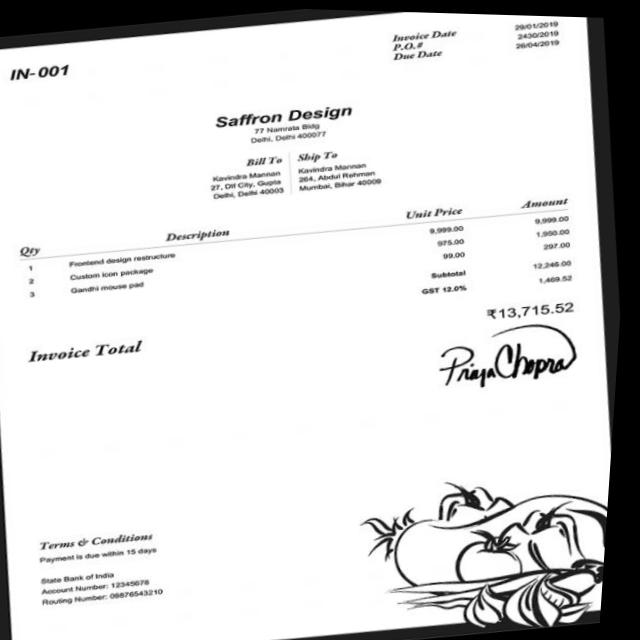 IN-001
Invoice Date 29/01/2019
P.O.# 2430/2019
Due Date 26/04/2019
Saffron Design
77 Namrata Bldg
Delhi, Delhi 400077
Bill To
Kavindra Mannan
27, Dlf City, Gupta
Delhi, Delhi 40003
Ship To
Kavindra Mannan
264, Abdul Rehman
Mumbai, Bihar 40009
Qty Description Unit Price Amount
1 Frontend design restructure 9,999.00 9,999.00
2 Custom icon package 975.00 1,950.00
3 Gandhi mouse pad 99.00 297.00
Subtotal 12,246.00
GST 12.0% 1,469.52
Invoice Total ₹13,715.52
Priya Chopra
Terms & Conditions
Payment is due within 15 days
State Bank of India
Account Number: 12345678
Routing Number: 09876543210